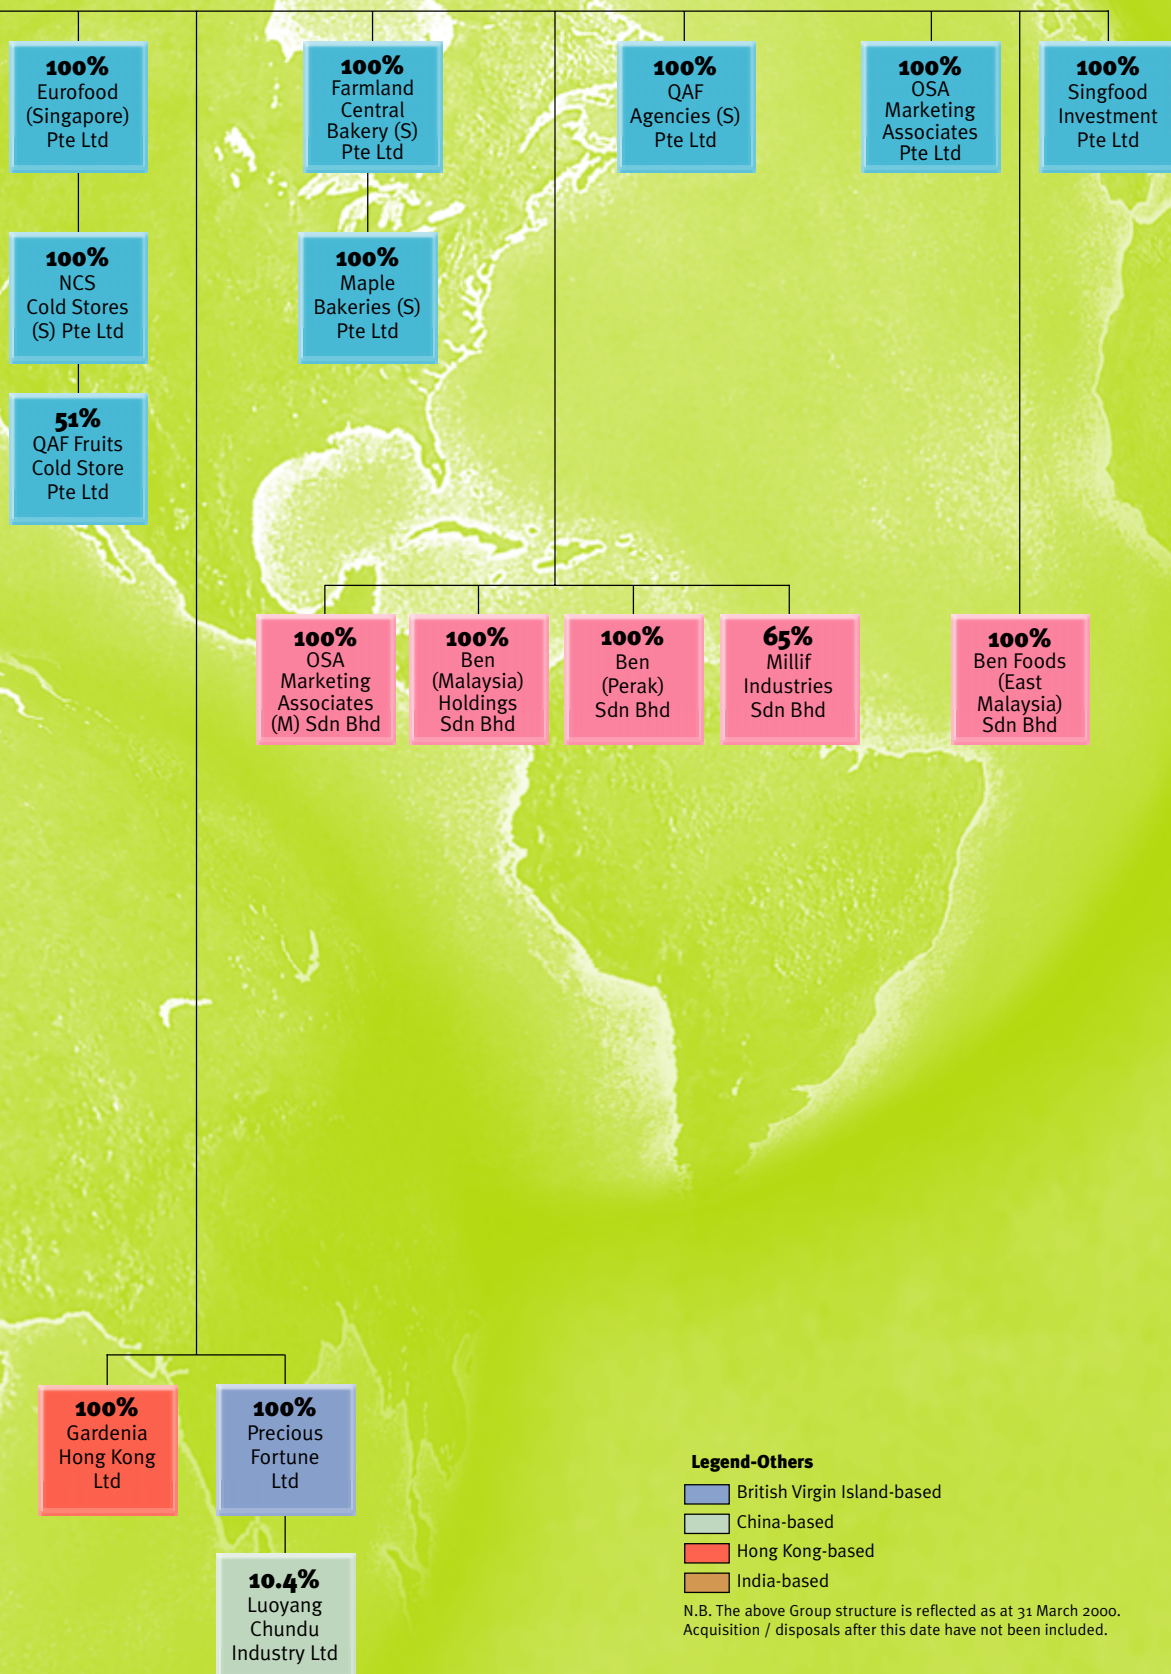 100%
Eurofood
(Singapore)
Pte Ltd
100%
Farmland
Central
Bakery (S)
Pte Ltd
100%
QAF
Agencies (S)
Pte Ltd
100%
OSA
Marketing
Associates
Pte Ltd
100%
Singfood
Investment
Pte Ltd
100%
NCS
Cold Stores
(S) Pte Ltd
100%
Maple
Bakeries (S)
Pte Ltd
51%
QAF Fruits
Cold Store
Pte Ltd
100%
OSA
Marketing
Associates
(M) Sdn Bhd
100%
Ben
(Malaysia)
Holdings
Sdn Bhd
100%
Ben
(Perak)
Sdn Bhd
65%
Millif
Industries
Sdn Bhd
100%
Ben Foods
(East
Malaysia)
Sdn Bhd
100%
Gardenia
Hong Kong
Ltd
100%
Precious
Fortune
Ltd
10.4%
Luoyang
Chundu
Industry Ltd
Legend-Others
British Virgin Island-based
China-based
Hong Kong-based
India-based
N.B. The above Group structure is reflected as at 31 March 2000.
Acquisition / disposals after this date have not been included.